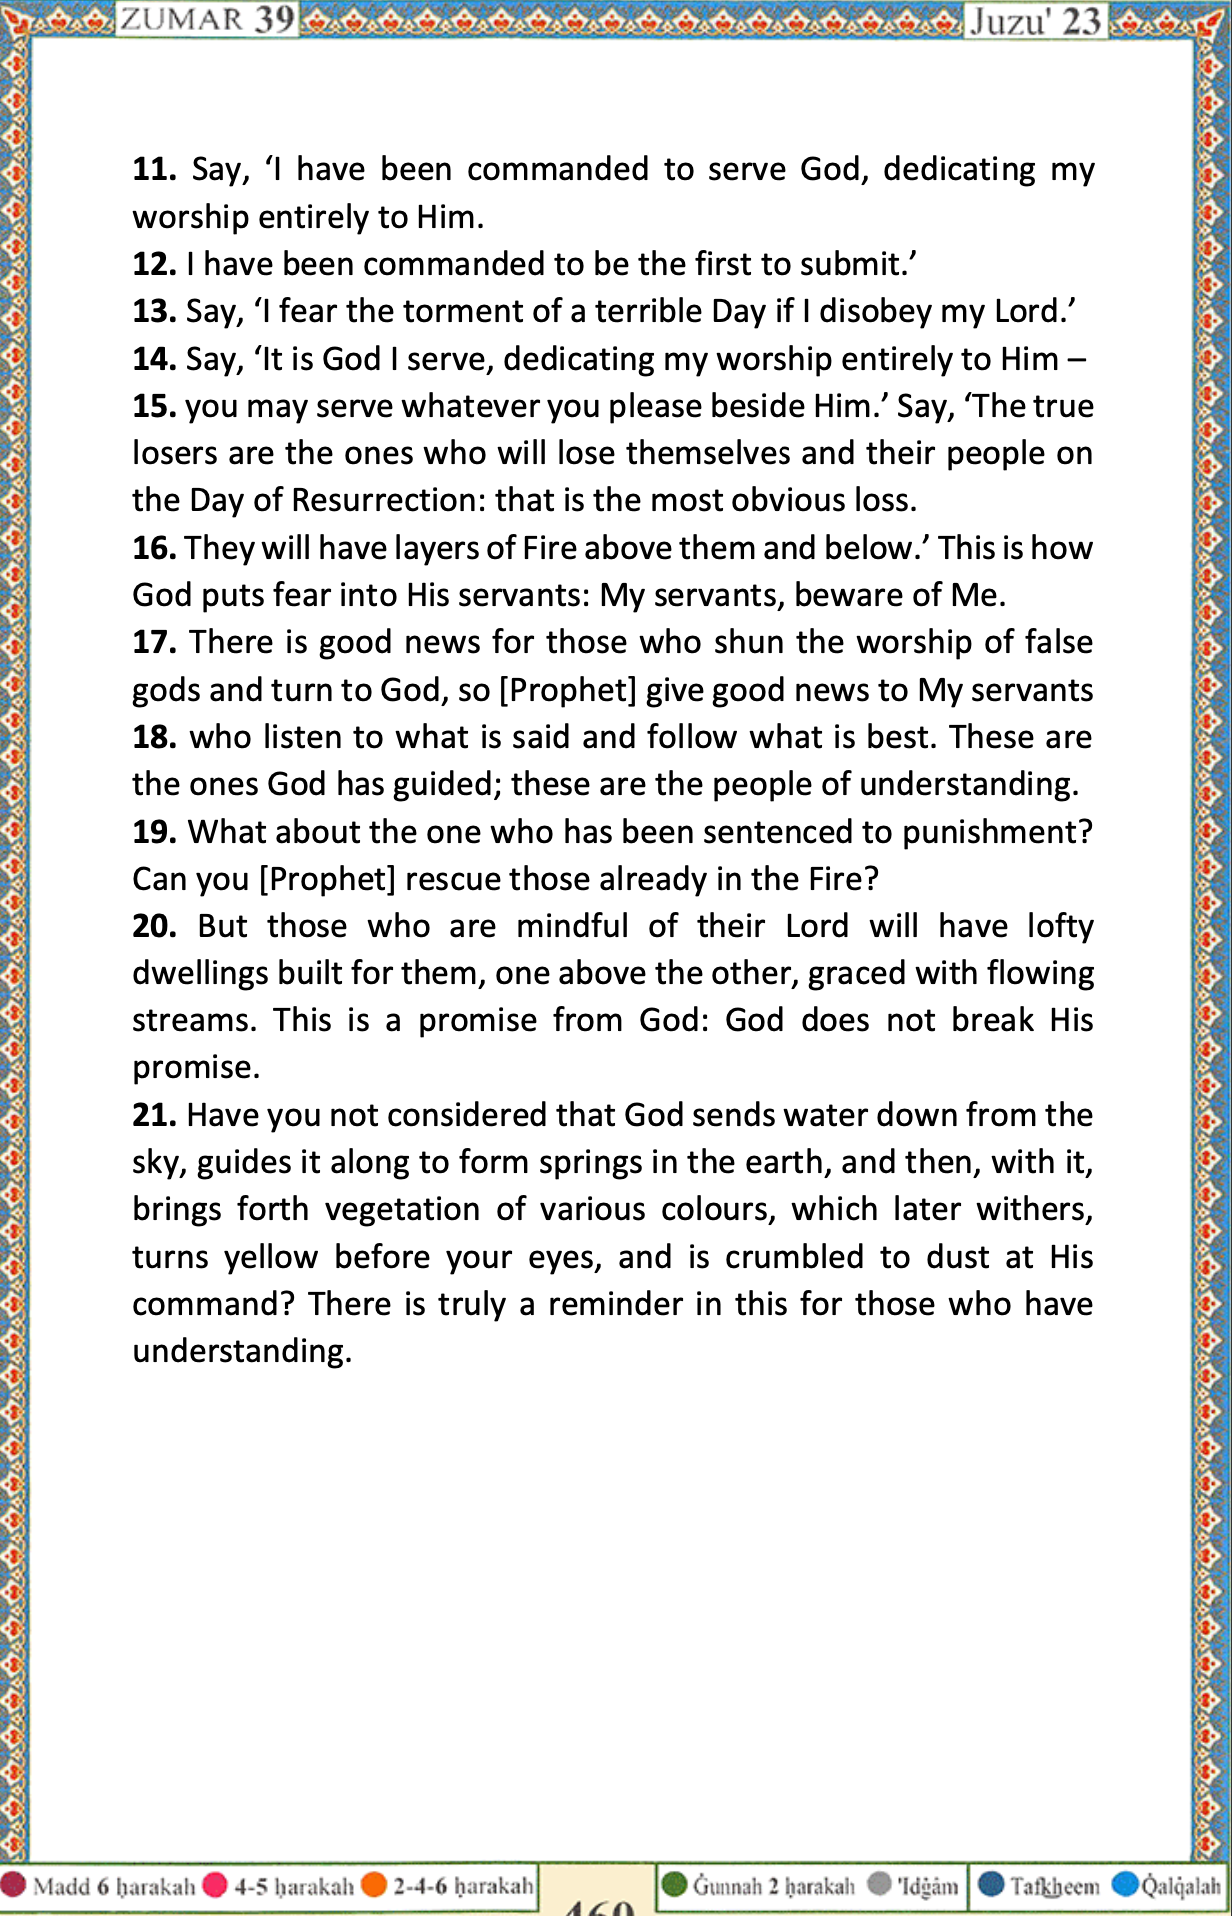 ZUMAR 39
Juzu' 23
11. Say, ‘I have been commanded to serve God, dedicating my
worship entirely to Him.
12. I have been commanded to be the first to submit.’
13. Say, ‘I fear the torment of a terrible Day if I disobey my Lord.’
14. Say, ‘It is God I serve, dedicating my worship entirely to Him –
15. you may serve whatever you please beside Him.’ Say, ‘The true
losers are the ones who will lose themselves and their people on
the Day of Resurrection: that is the most obvious loss.
16. They will have layers of Fire above them and below.’ This is how
God puts fear into His servants: My servants, beware of Me.
17. There is good news for those who shun the worship of false
gods and turn to God, so [Prophet] give good news to My servants
18. who listen to what is said and follow what is best. These are
the ones God has guided; these are the people of understanding.
19. What about the one who has been sentenced to punishment?
Can you [Prophet] rescue those already in the Fire?
20. But those who are mindful of their Lord will have lofty
dwellings built for them, one above the other, graced with flowing
streams. This is a promise from God: God does not break His
promise.
21. Have you not considered that God sends water down from the
sky, guides it along to form springs in the earth, and then, with it,
brings forth vegetation of various colours, which later withers,
turns yellow before your eyes, and is crumbled to dust at His
command? There is truly a reminder in this for those who have
understanding.
Madd 6 ḥarakah 4-5 ḥarakah 2-4-6 ḥarakah
Ġunnah 2 ḥarakah 'Idġâm Tafkheem Q̇alq̇alah